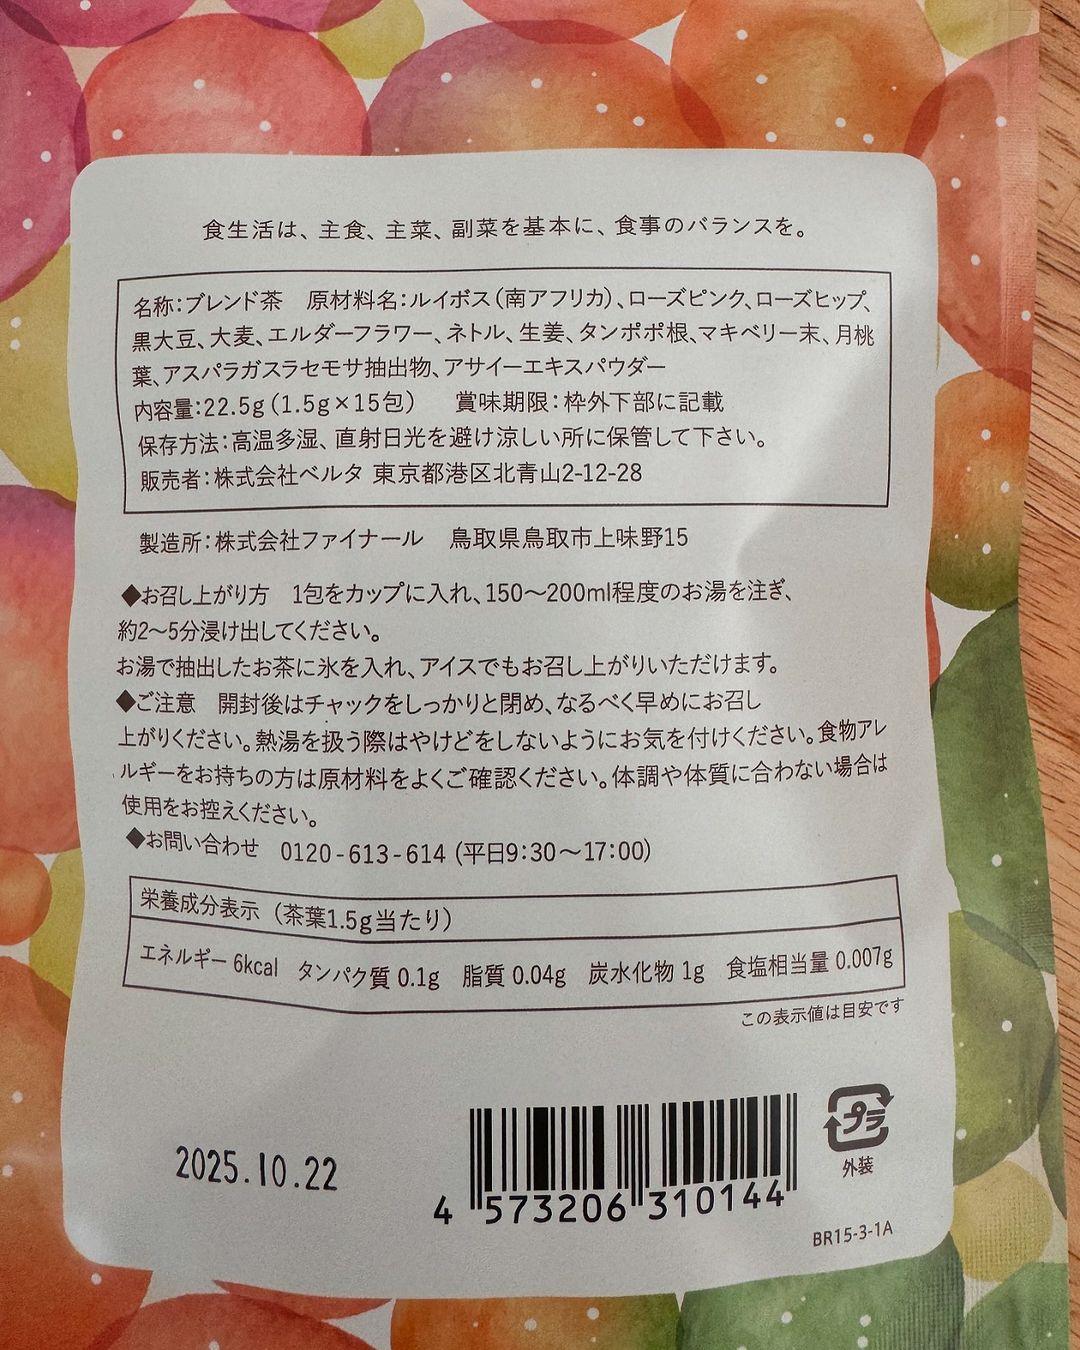 食生活は、主食、主菜、副菜を基本に、食事のバランスを。
名称：ブレンド茶　原材料名：ルイボス（南アフリカ）、ローズピンク、ローズヒップ、
黒大豆、大麦、エルダーフラワー、ネトル、生姜、タンポポ根、マキベリー末、月桃
葉、アスパラガスラセモサ抽出物、アサイーエキスパウダー
内容量：22.5g（1.5g×15包）　賞味期限：枠外下部に記載
保存方法：高温多湿、直射日光を避け涼しい所に保管して下さい。
販売者：株式会社ベルタ 東京都港区北青山2-12-28
製造所：株式会社ファイナール　鳥取県鳥取市上味野15
◆お召し上がり方　1包をカップに入れ、150〜200ml程度のお湯を注ぎ、
約2〜5分浸け出してください。
お湯で抽出したお茶に氷を入れ、アイスでもお召し上がりいただけます。
◆ご注意　開封後はチャックをしっかりと閉め、なるべく早めにお召し
上がりください。熱湯を扱う際はやけどをしないようにお気を付けください。食物アレ
ルギーをお持ちの方は原材料をよくご確認ください。体調や体質に合わない場合は
使用をお控えください。
◆お問い合わせ　0120-613-614（平日9：30〜17：00）
栄養成分表示（茶葉1.5g当たり）
エネルギー 6kcal　タンパク質 0.1g　脂質 0.04g　炭水化物 1g　食塩相当量 0.007g
この表示値は目安です
プラ
外装
2025.10.22
4 573206 310144
BR15-3-1A